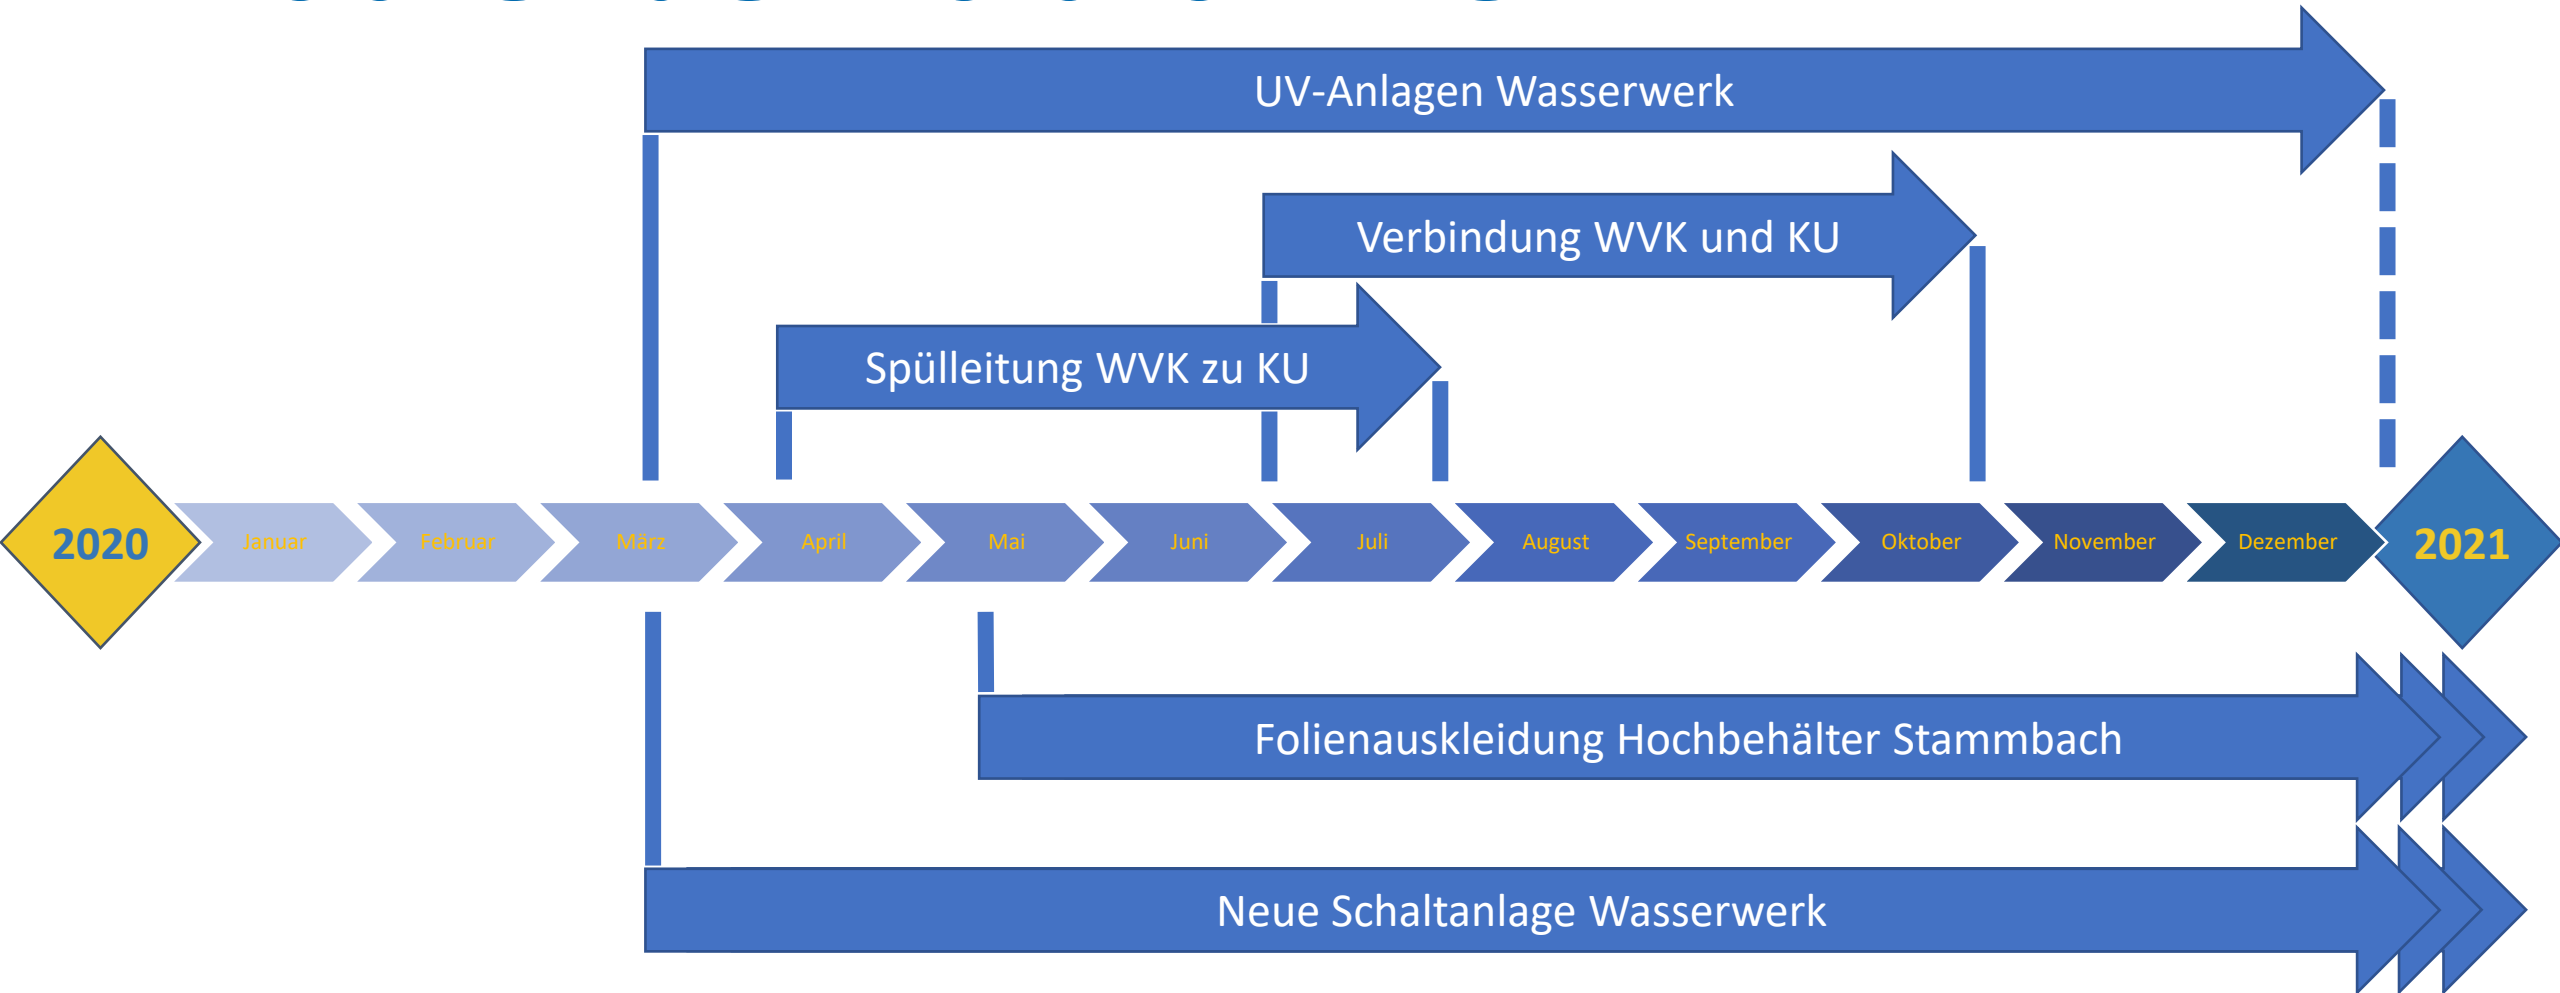 UV-Anlagen Wasserwerk
Verbindung WVK und KU
Spülleitung WVK zu KU
2020
Januar
Februar
März
April
Mai
Juni
Juli
August
September
Oktober
November
Dezember
2021
Folienauskleidung Hochbehälter Stammbach
Neue Schaltanlage Wasserwerk